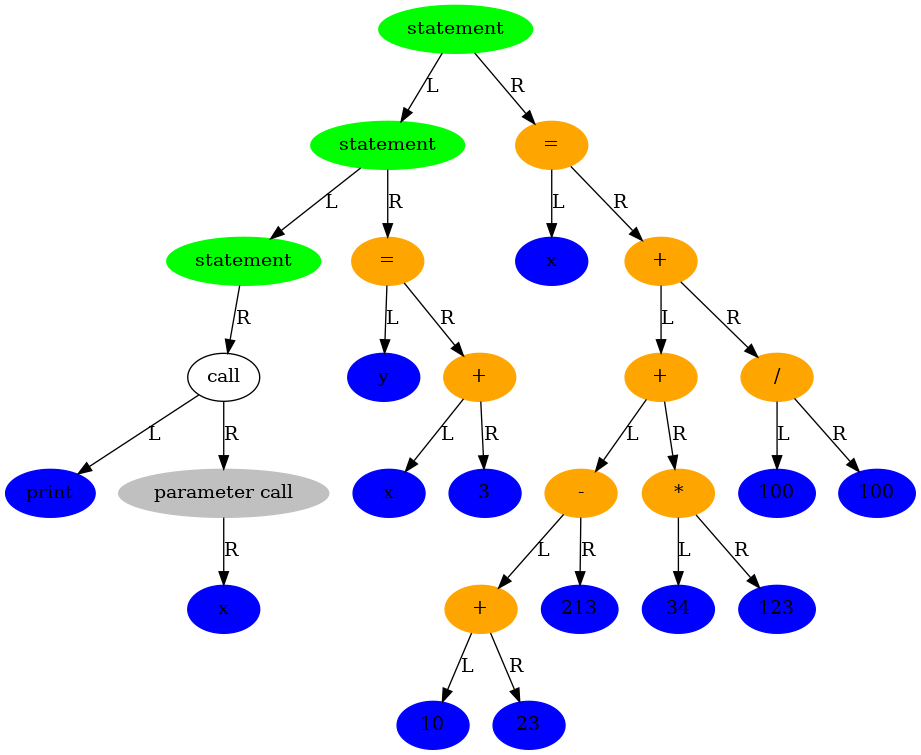 statement
L R
statement =
L R L R
statement = x +
R L R L R
call y + + /
L R L R L R L R
print parameter call x 3 - * 100 100
R L R L R
x + 213 34 123
L R
10 23